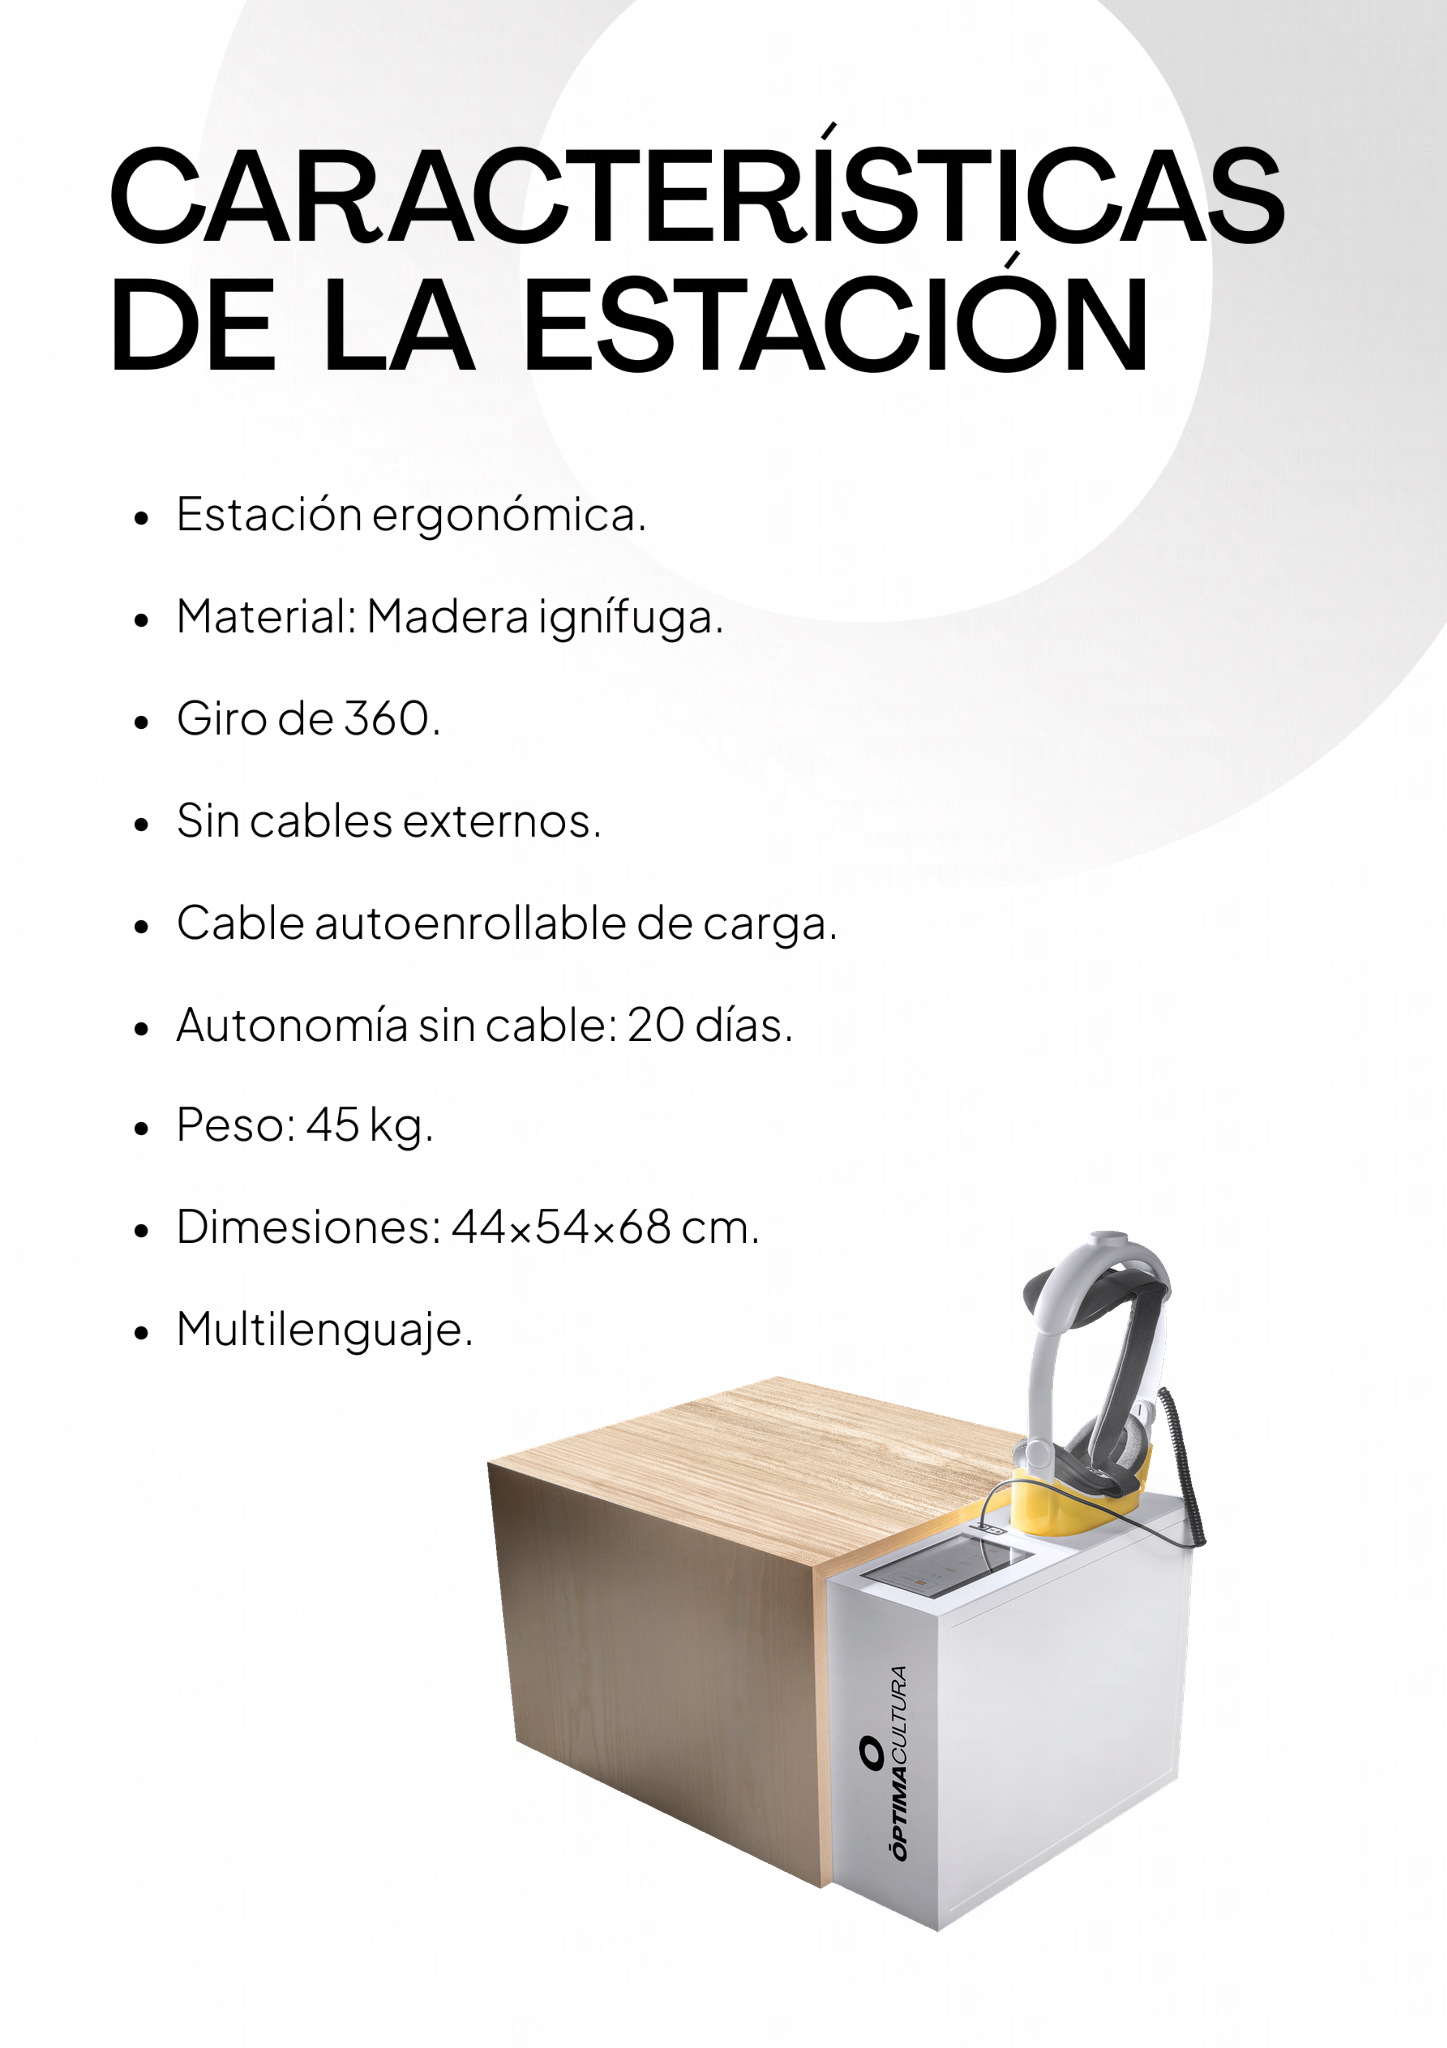 CARACTERÍSTICAS
DE LA ESTACIÓN
• Estación ergonómica.
• Material: Madera ignífuga.
• Giro de 360.
• Sin cables externos.
• Cable autoenrollable de carga.
• Autonomía sin cable: 20 días.
• Peso: 45 kg.
• Dimesiones: 44×54×68 cm.
• Multilenguaje.
ÓPTIMACULTURA